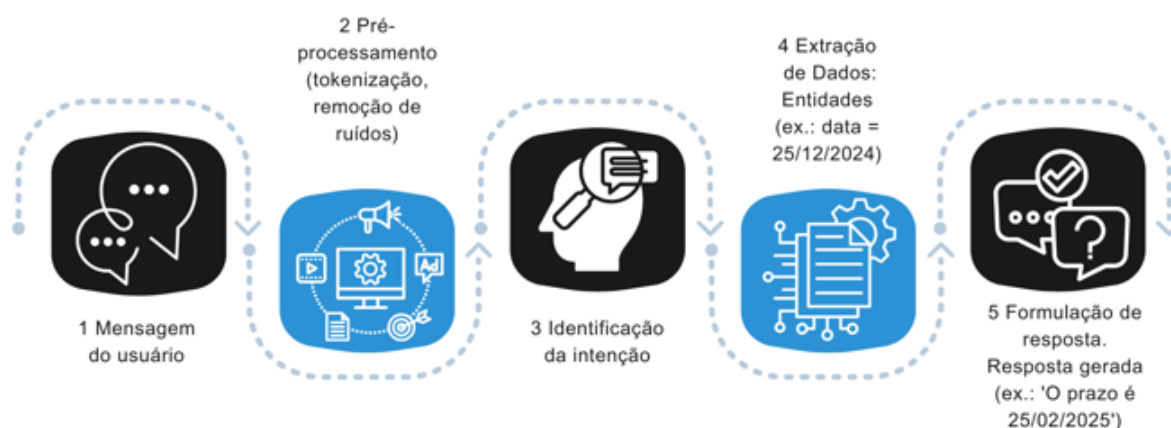 1 Mensagem
do usuário
2 Pré-
processamento
(tokenização,
remoção de
ruídos)
Ad
3 Identificação
da intenção
4 Extração
de Dados:
Entidades
(ex.: data =
25/12/2024)
5 Formulação de
resposta.
Resposta gerada
(ex.: 'O prazo é
25/02/2025')
?